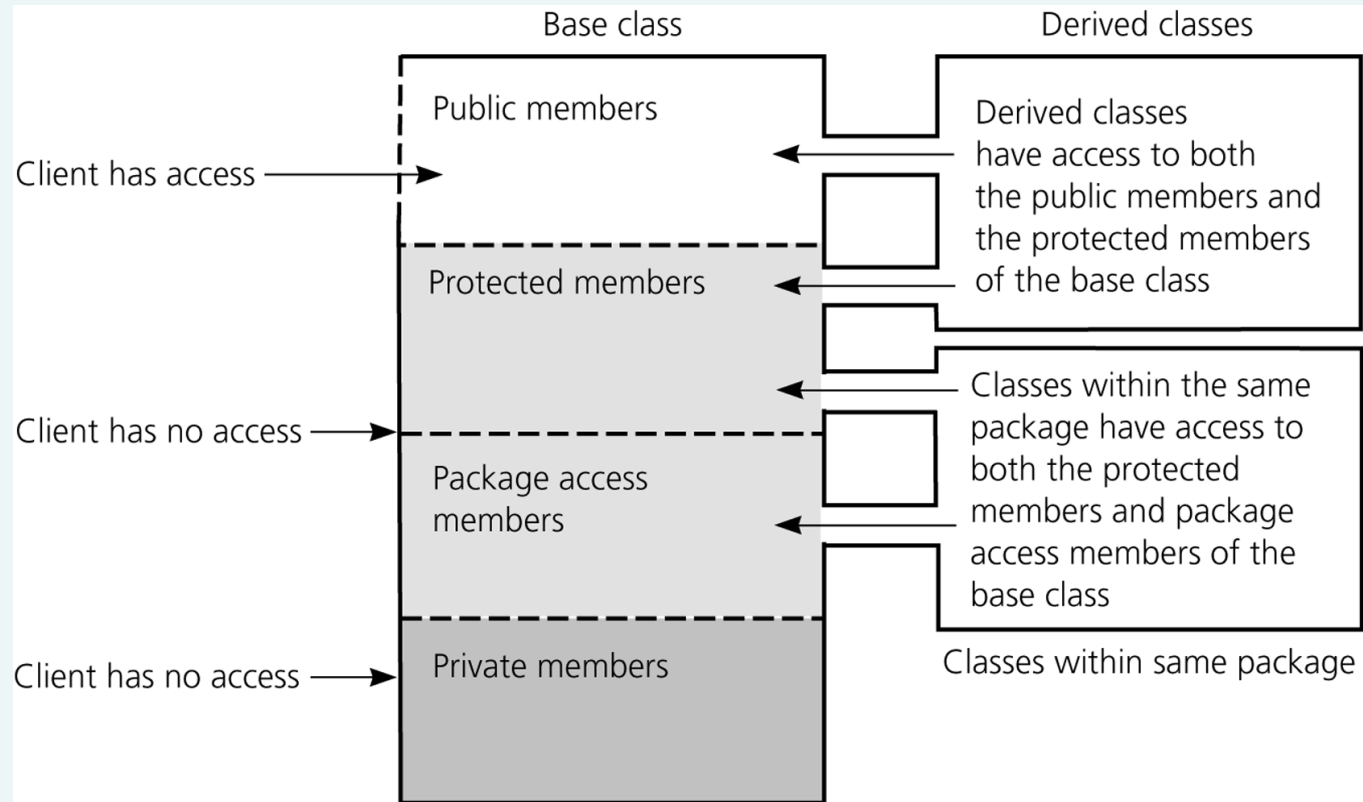 Base class
Derived classes
Public members
Client has access
Derived classes
have access to both
the public members and
the protected members
of the base class
Protected members
Client has no access
Classes within the same
package have access to
both the protected
members and package
access members of the
base class
Package access
members
Client has no access
Private members
Classes within same package